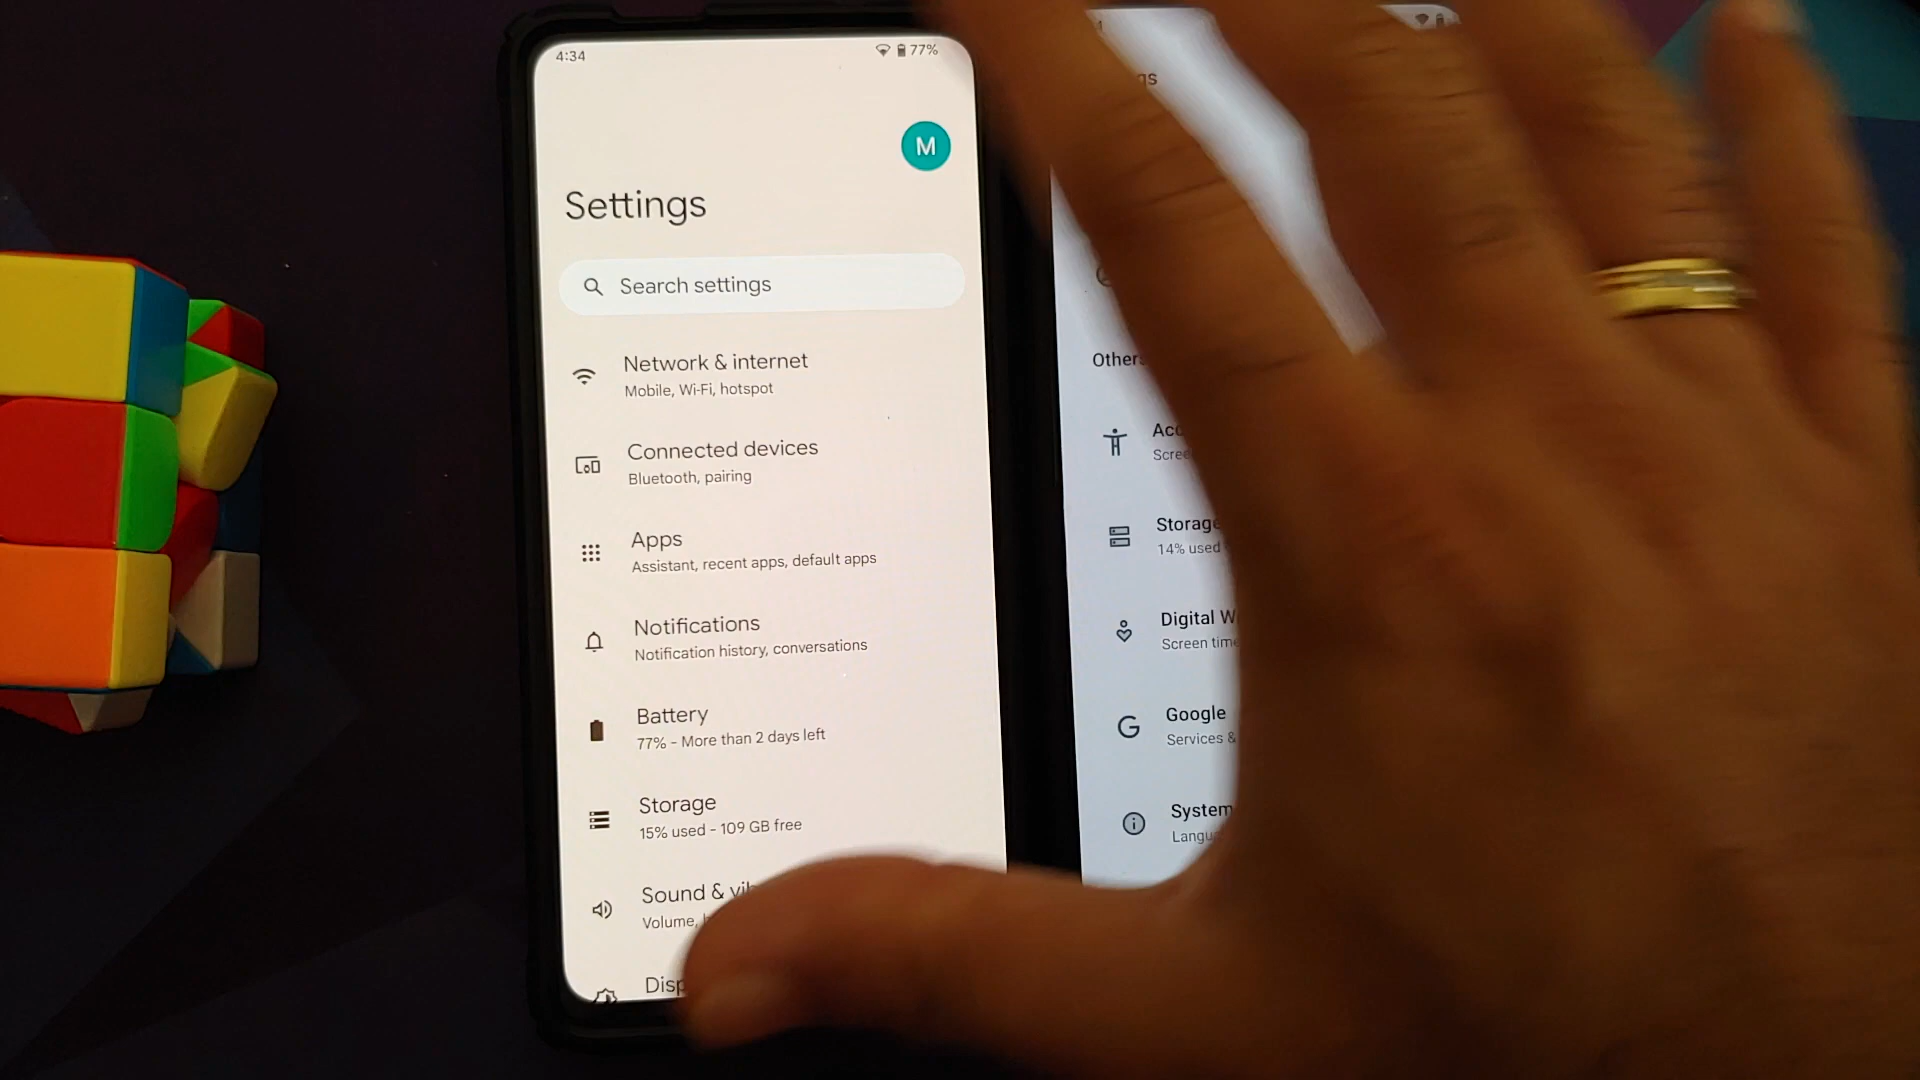 4:34
77%
M
Settings
Search settings
Network & internet
Mobile, Wi-Fi, hotspot
Connected devices
Bluetooth, pairing
Apps
Assistant, recent apps, default apps
Notifications
Notification history, conversations
Battery
77% - More than 2 days left
Storage
15% used - 109 GB free
Sound &
Volume,
Others
Storage
14% used
Digital
Screen time
Google
Services &
System